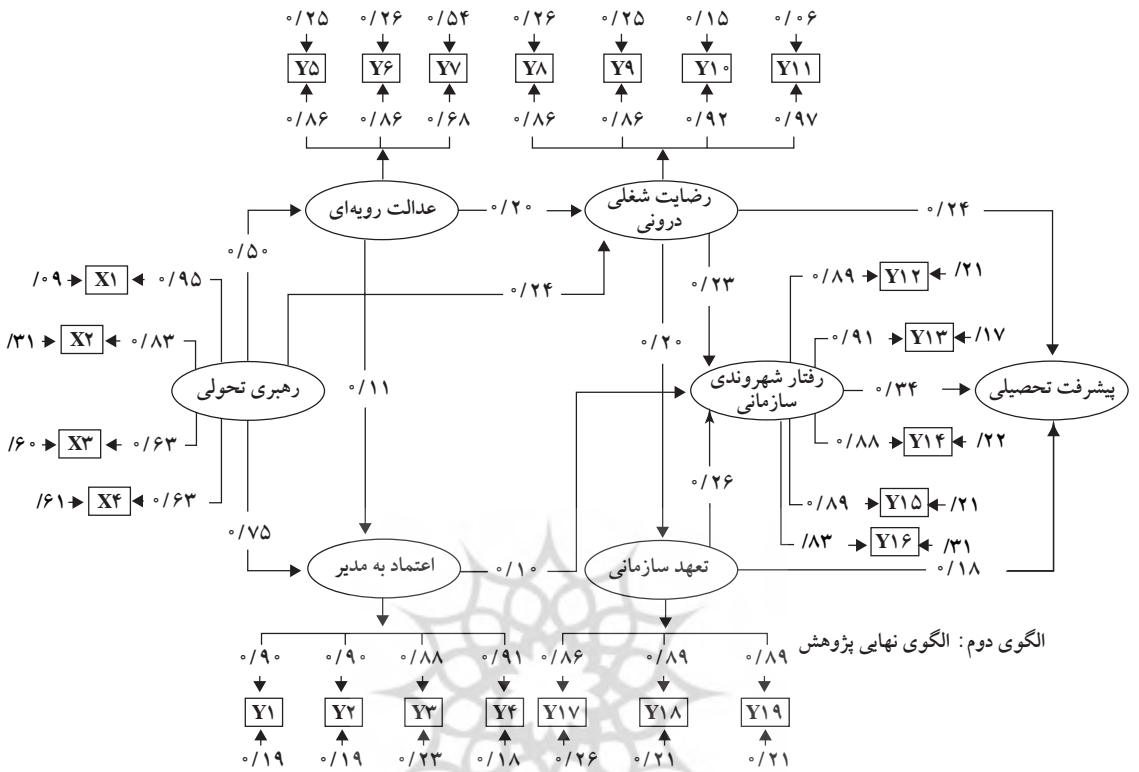 ۰/۲۵ ۰/۲۶ ۰/۵۴ ۰/۲۶ ۰/۲۵ ۰/۱۵ ۰/۰۶
Y۵ Y۶ Y۷ Y۸ Y۹ Y۱۰ Y۱۱
۰/۸۶ ۰/۸۶ ۰/۶۸ ۰/۸۶ ۰/۸۶ ۰/۹۲ ۰/۹۷
عدالت رویه‌ای
۰/۲۰
رضایت شغلی
درونی
۰/۲۴
۰/۵۰
۰/۲۴
۰/۲۳
/۰۹ X۱ ۰/۹۵
۰/۸۹ Y۱۲ /۲۱
/۳۱ X۲ ۰/۸۳
۰/۹۱ Y۱۳ /۱۷
۰/۲۰
رهبری تحولی
۰/۱۱
رفتار شهروندی
سازمانی
۰/۳۴
پیشرفت تحصیلی
/۶۰ X۳ ۰/۶۳
۰/۸۸ Y۱۴ /۲۲
/۶۱ X۴ ۰/۶۳
۰/۲۶
۰/۸۹ Y۱۵ /۲۱
۰/۷۵
/۸۳ Y۱۶ /۳۱
اعتماد به مدیر
۰/۱۰
تعهد سازمانی
۰/۱۸
الگوی دوم: الگوی نهایی پژوهش
۰/۹۰ ۰/۹۰ ۰/۸۸ ۰/۹۱ ۰/۸۶ ۰/۸۹ ۰/۸۹
Y۱ Y۲ Y۳ Y۴ Y۱۷ Y۱۸ Y۱۹
۰/۱۹ ۰/۱۹ ۰/۲۳ ۰/۱۸ ۰/۲۶ ۰/۲۱ ۰/۲۱